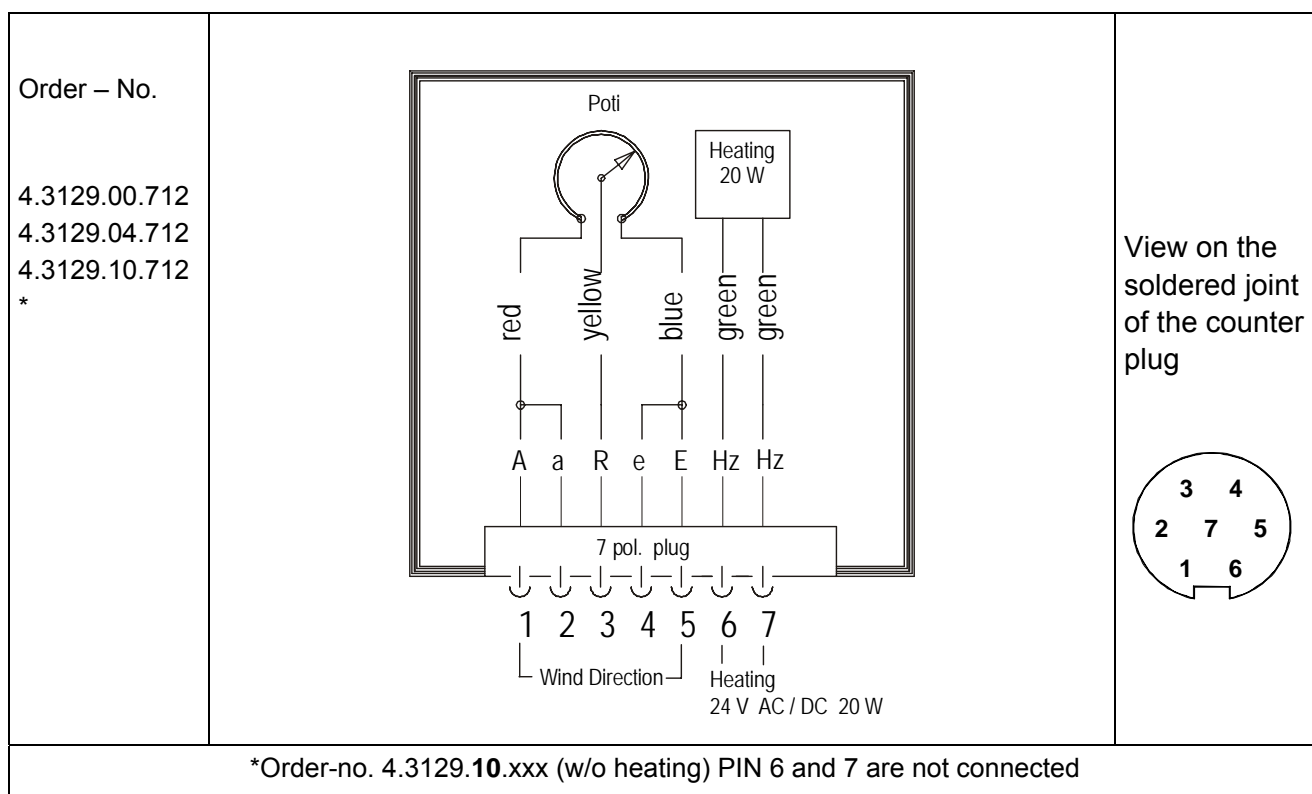 Order – No.
4.3129.00.712
4.3129.04.712
4.3129.10.712
*
Poti
Heating
20 W
red
yellow
blue
green
green
A a R e E Hz Hz
7 pol. plug
1 2 3 4 5 6 7
Wind Direction
Heating
24 V AC / DC 20 W
View on the
soldered joint
of the counter
plug
3 4
2 7 5
1 6
*Order-no. 4.3129.10.xxx (w/o heating) PIN 6 and 7 are not connected